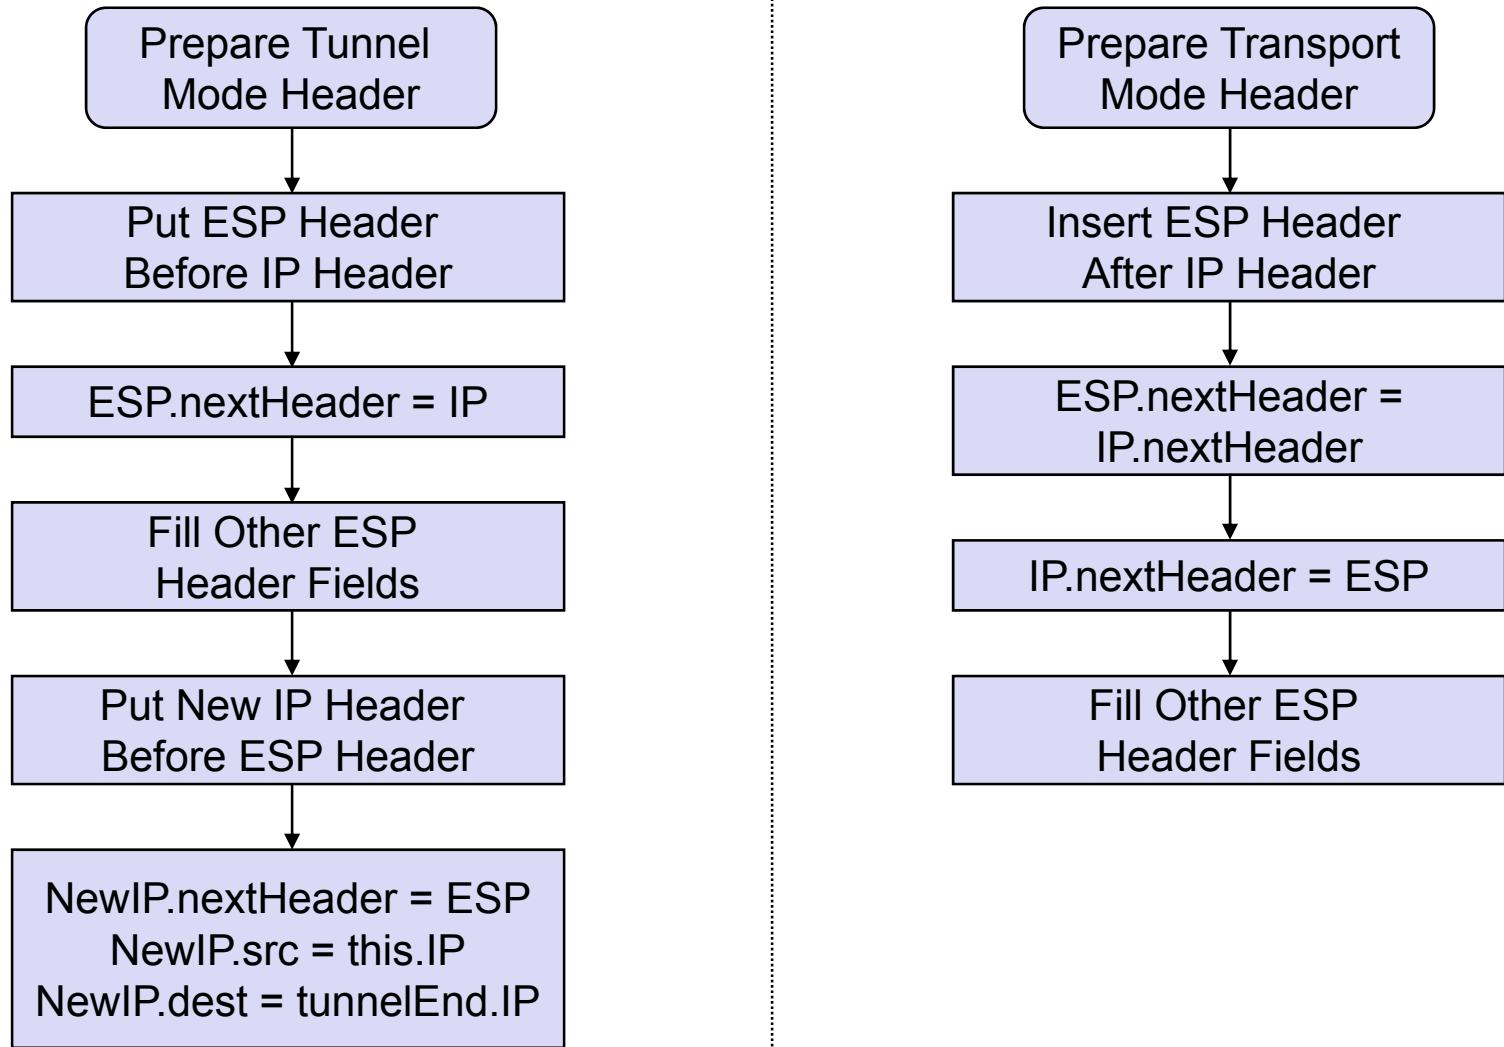 Prepare Tunnel
Mode Header
Put ESP Header
Before IP Header
ESP.nextHeader = IP
Fill Other ESP
Header Fields
Put New IP Header
Before ESP Header
NewIP.nextHeader = ESP
NewIP.src = this.IP
NewIP.dest = tunnelEnd.IP
Prepare Transport
Mode Header
Insert ESP Header
After IP Header
ESP.nextHeader =
IP.nextHeader
IP.nextHeader = ESP
Fill Other ESP
Header Fields